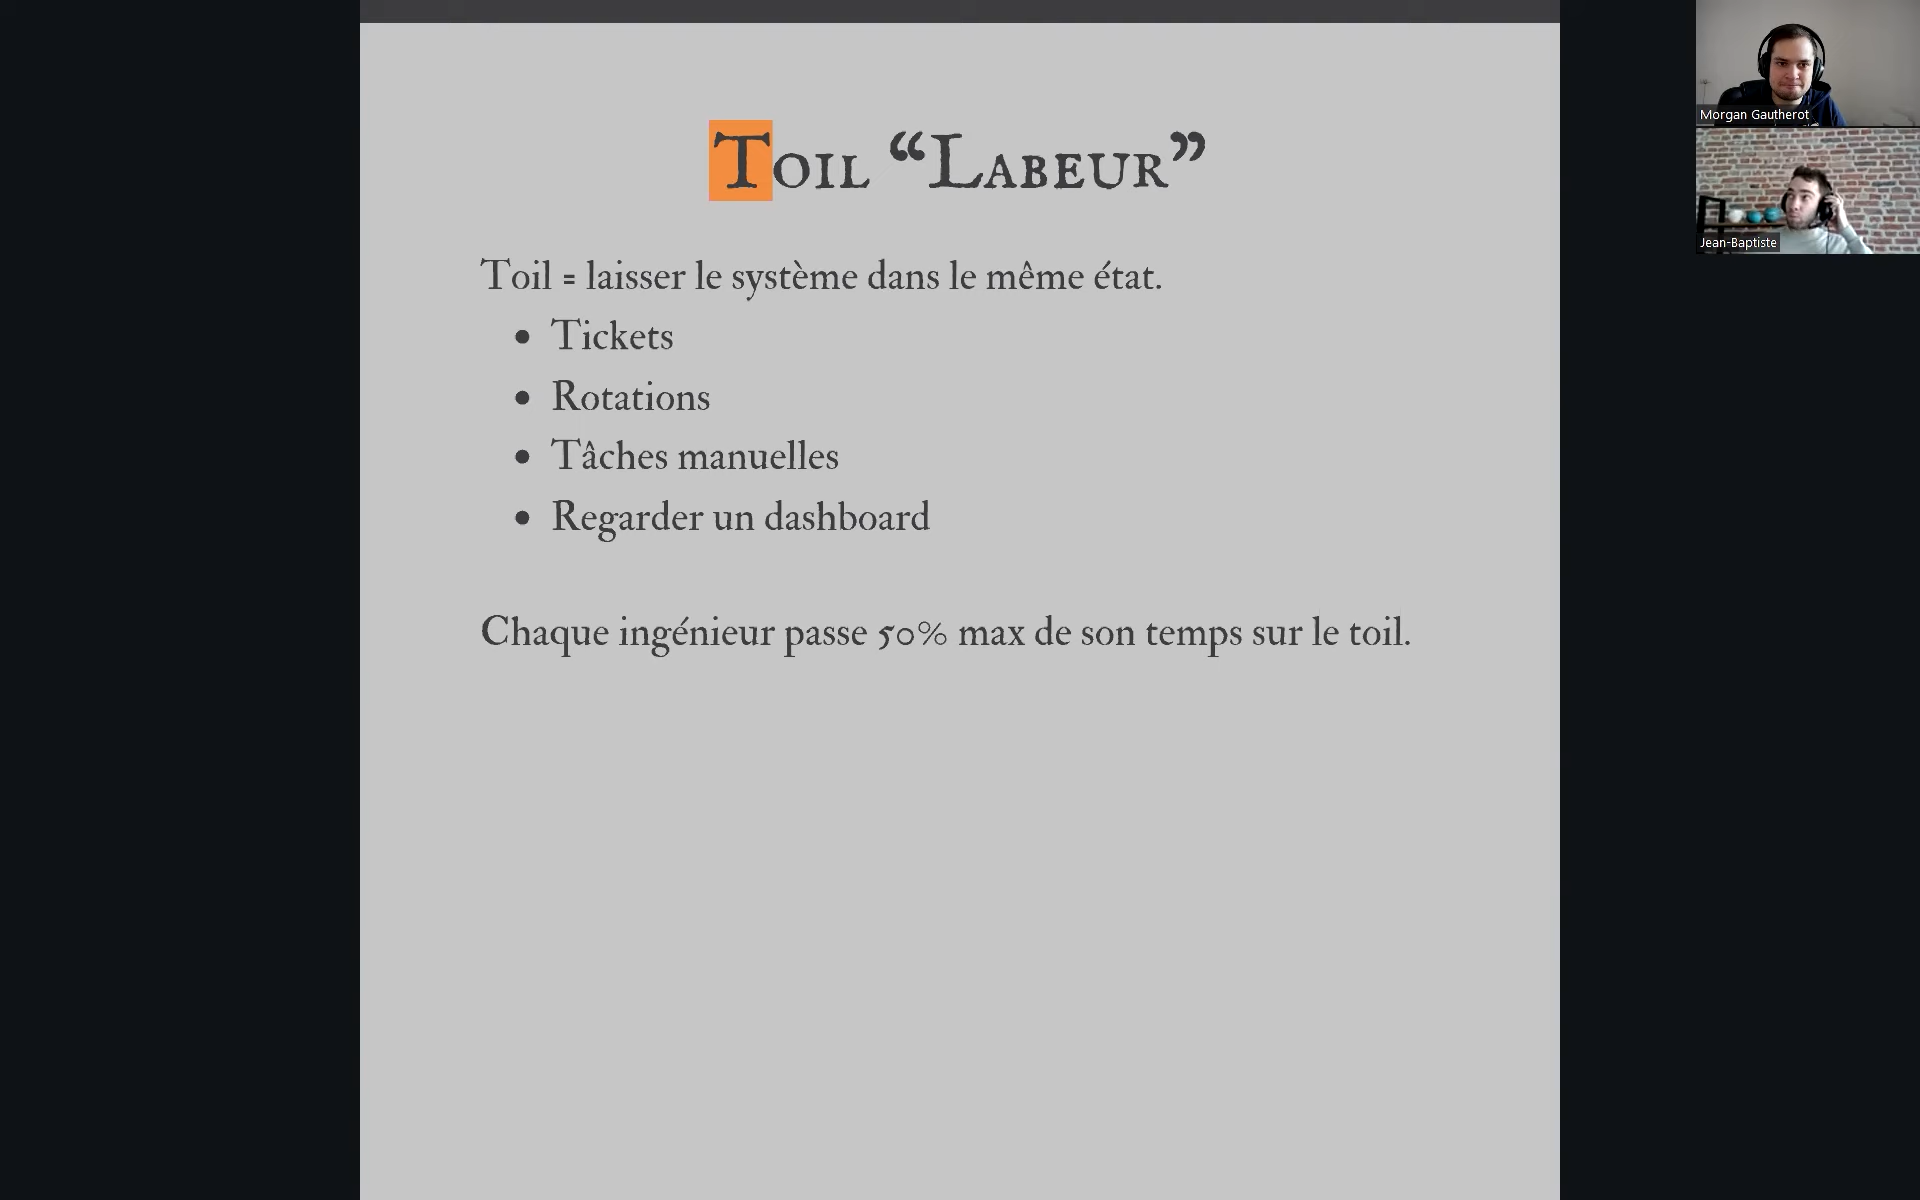 Toil “Labeur”
Toil = laisser le système dans le même état.
• Tickets
• Rotations
• Tâches manuelles
• Regarder un dashboard
Chaque ingénieur passe 50% max de son temps sur le toil.
Morgan Gautherot
Jean-Baptiste